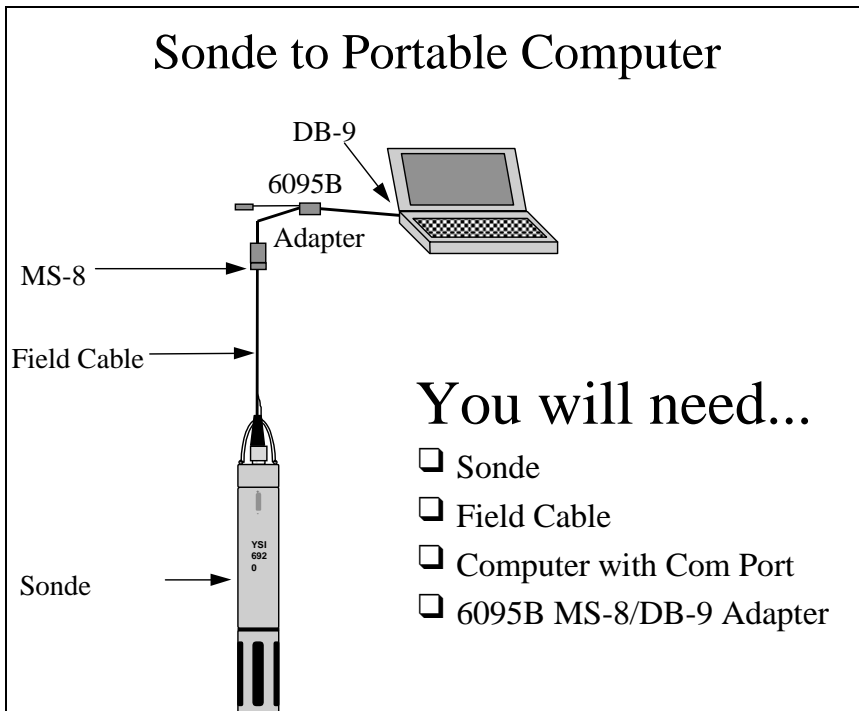 Sonde to Portable Computer
DB-9
6095B
Adapter
MS-8
Field Cable
YSI
692
0
Sonde
You will need...
❑ Sonde
❑ Field Cable
❑ Computer with Com Port
❑ 6095B MS-8/DB-9 Adapter